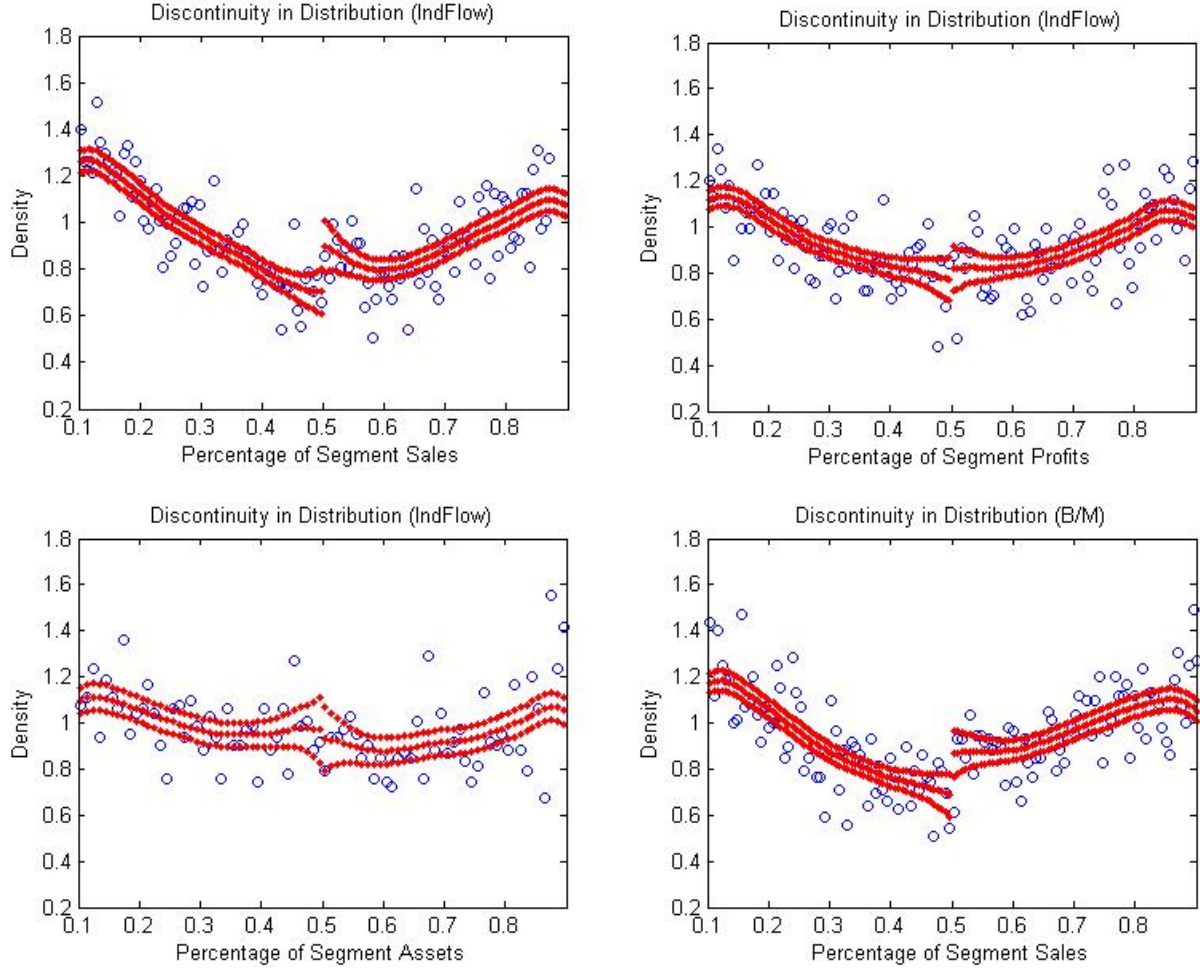 Discontinuity in Distribution (IndFlow)
1.8
1.6
1.4
1.2
1
0.8
0.6
0.4
0.2
Density
0.1 0.2 0.3 0.4 0.5 0.6 0.7 0.8
Percentage of Segment Sales
Discontinuity in Distribution (IndFlow)
1.8
1.6
1.4
1.2
1
0.8
0.6
0.4
0.2
Density
0.1 0.2 0.3 0.4 0.5 0.6 0.7 0.8
Percentage of Segment Profits
Discontinuity in Distribution (IndFlow)
1.8
1.6
1.4
1.2
1
0.8
0.6
0.4
0.2
Density
0.1 0.2 0.3 0.4 0.5 0.6 0.7 0.8
Percentage of Segment Assets
Discontinuity in Distribution (B/M)
1.8
1.6
1.4
1.2
1
0.8
0.6
0.4
0.2
Density
0.1 0.2 0.3 0.4 0.5 0.6 0.7 0.8
Percentage of Segment Sales